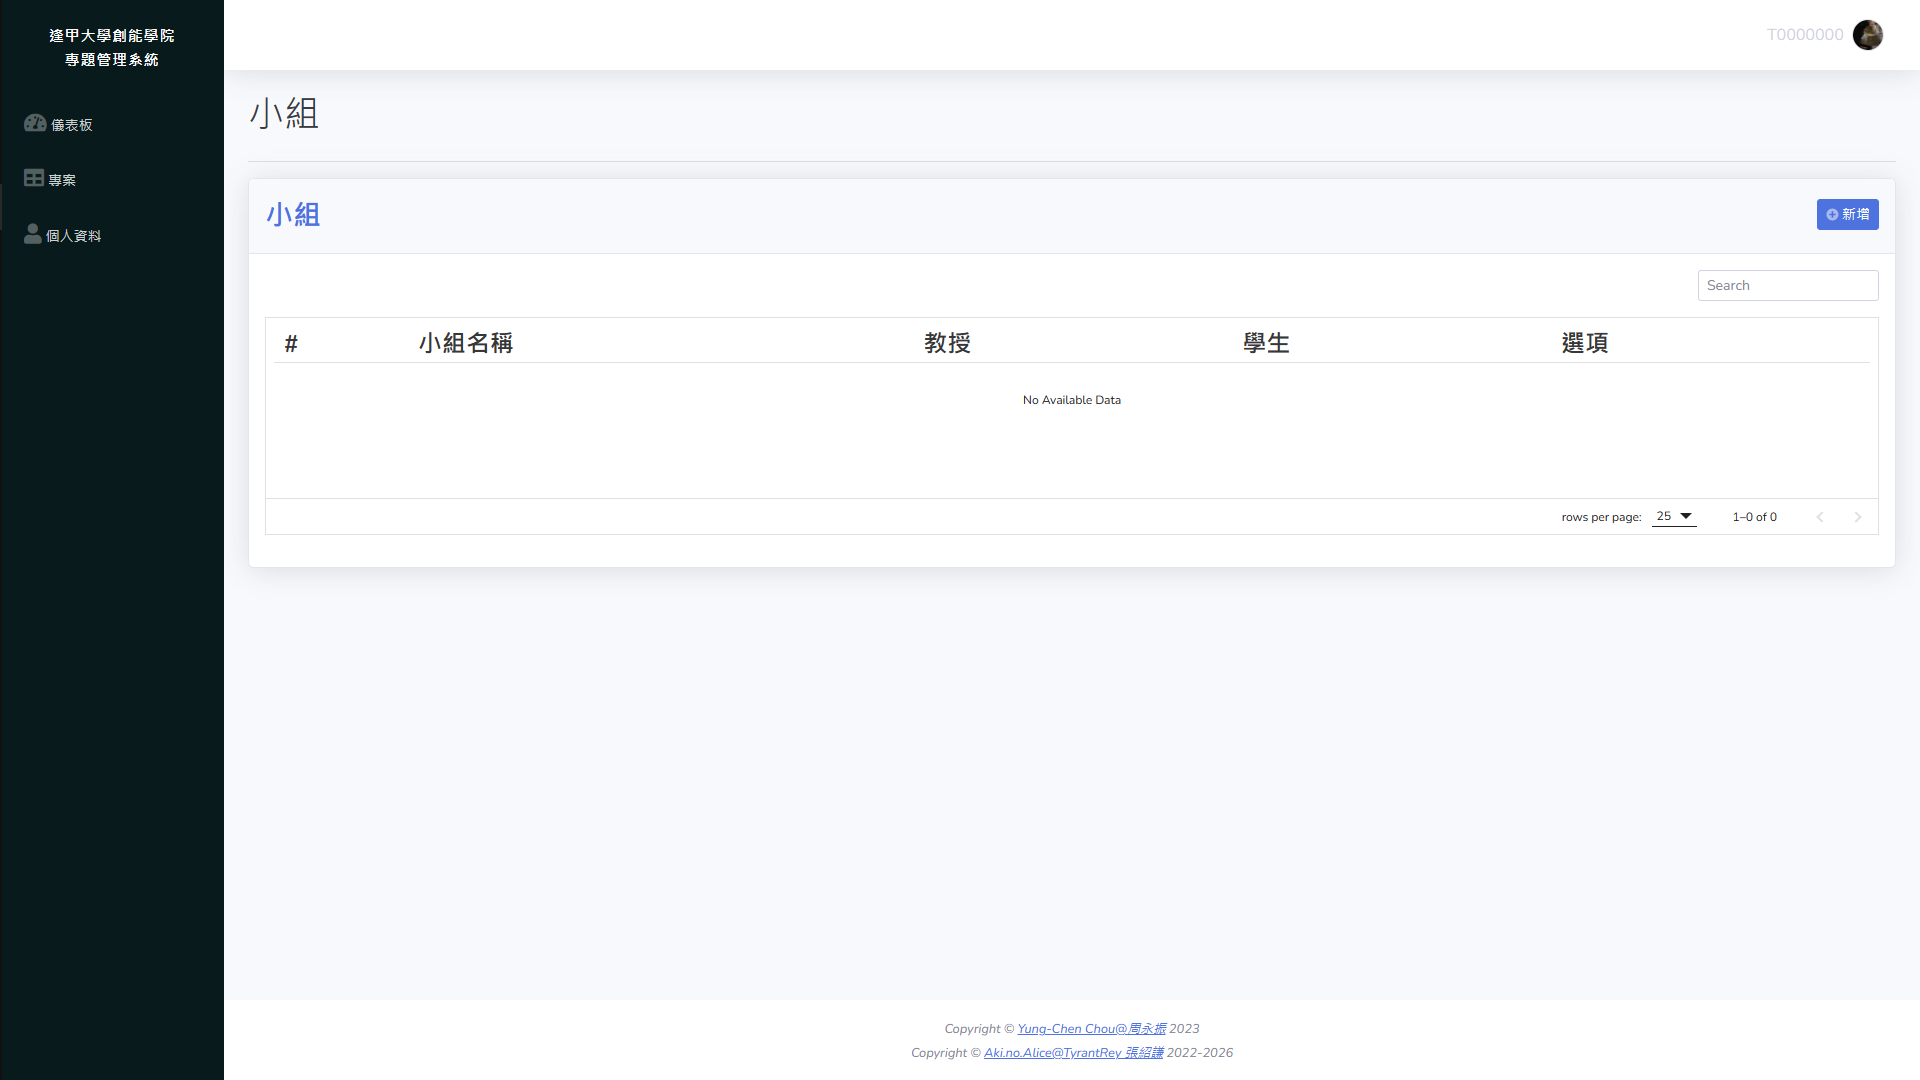 逢甲大學創能學院
專題管理系統
儀表板
專案
個人資料
T0000000
小組
小組
新增
Search
# 小組名稱 教授 學生 選項
No Available Data
rows per page: 25 1–0 of 0
Copyright © Yung-Chen Chou@周永振 2023
Copyright © Aki.no.Alice@TyrantRey 張紹謙 2022-2026